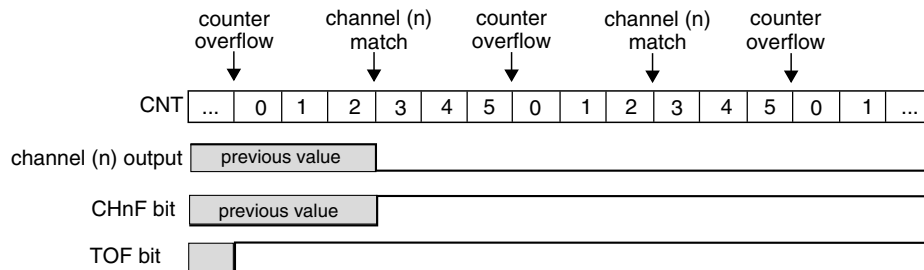 counter overflow
channel (n) match
counter overflow
channel (n) match
counter overflow
CNT ... 0 1 2 3 4 5 0 1 2 3 4 5 0 1 ...
channel (n) output previous value
CHnF bit previous value
TOF bit